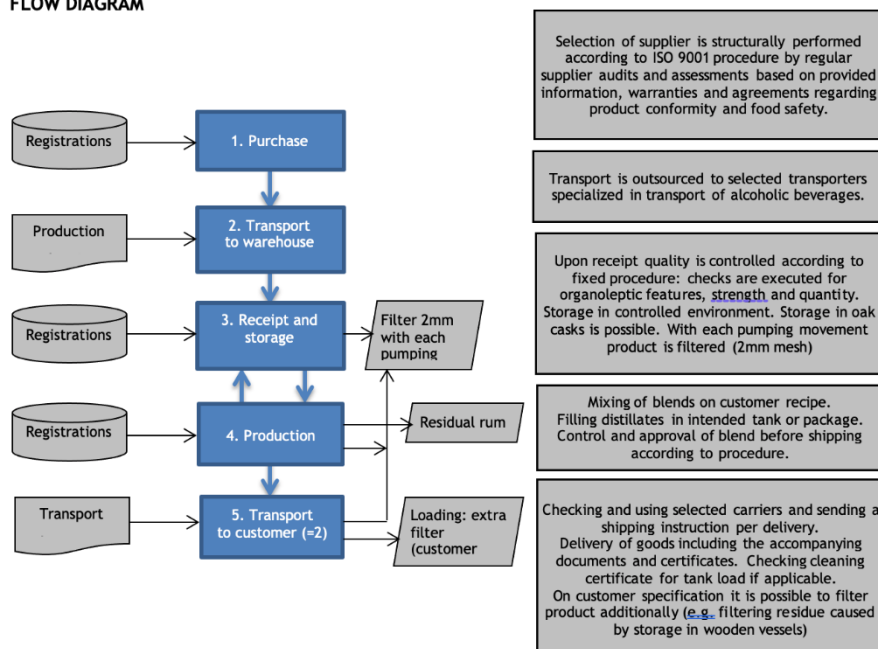 FLOW DIAGRAM
Registrations
1. Purchase
Selection of supplier is structurally performed
according to ISO 9001 procedure by regular
supplier audits and assessments based on provided
information, warranties and agreements regarding
product conformity and food safety.
Production
2. Transport
to warehouse
Transport is outsourced to selected transporters
specialized in transport of alcoholic beverages.
Registrations
3. Receipt and
storage
Filter 2mm
with each
pumping
Upon receipt quality is controlled according to
fixed procedure: checks are executed for
organoleptic features, strength and quantity.
Storage in controlled environment. Storage in oak
casks is possible. With each pumping movement
product is filtered (2mm mesh)
Registrations
4. Production
Residual rum
Mixing of blends on customer recipe.
Filling distillates in intended tank or package.
Control and approval of blend before shipping
according to procedure.
Transport
5. Transport
to customer (=2)
Loading: extra
filter
(customer
Checking and using selected carriers and sending a
shipping instruction per delivery.
Delivery of goods including the accompanying
documents and certificates. Checking cleaning
certificate for tank load if applicable.
On customer specification it is possible to filter
product additionally (e.g. filtering residue caused
by storage in wooden vessels)